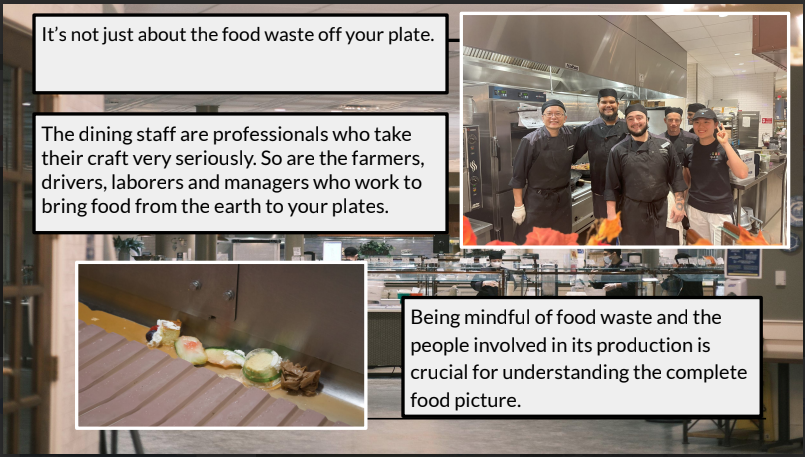 It’s not just about the food waste off your plate.
The dining staff are professionals who take
their craft very seriously. So are the farmers,
drivers, laborers and managers who work to
bring food from the earth to your plates.
Being mindful of food waste and the
people involved in its production is
crucial for understanding the complete
food picture.